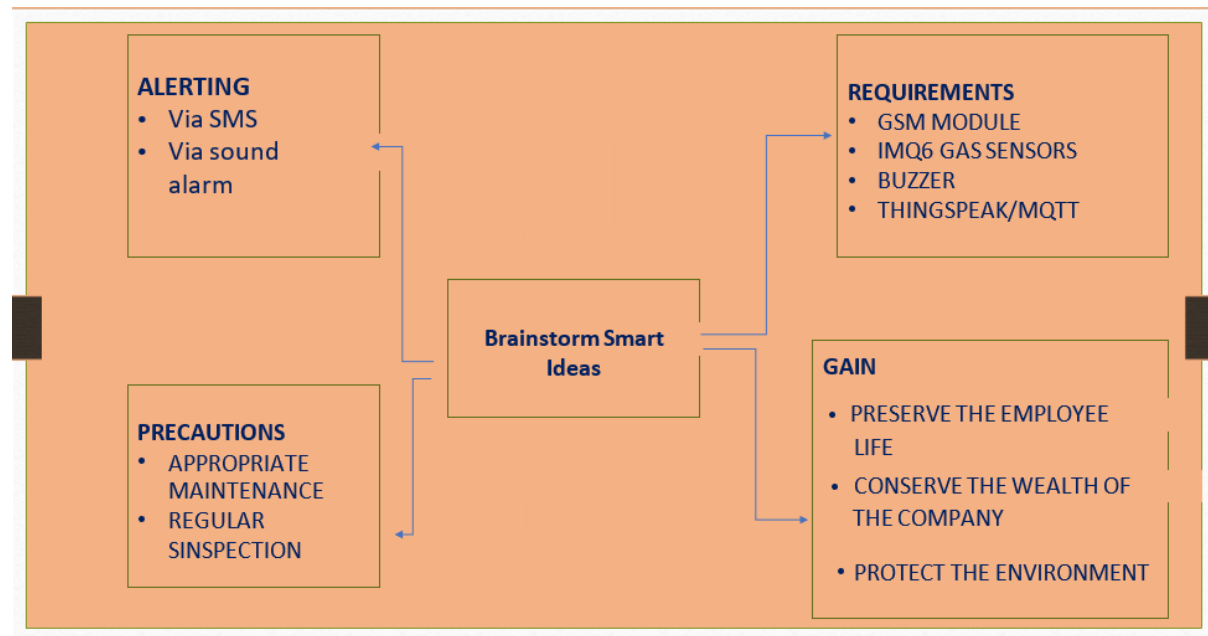 ALERTING
• Via SMS
• Via sound
alarm
REQUIREMENTS
• GSM MODULE
• IMQ6 GAS SENSORS
• BUZZER
• THINGSPEAK/MQTT
Brainstorm Smart
Ideas
PRECAUTIONS
• APPROPRIATE
MAINTENANCE
• REGULAR
SINSPECTION
GAIN
• PRESERVE THE EMPLOYEE
LIFE
• CONSERVE THE WEALTH OF
THE COMPANY
• PROTECT THE ENVIRONMENT